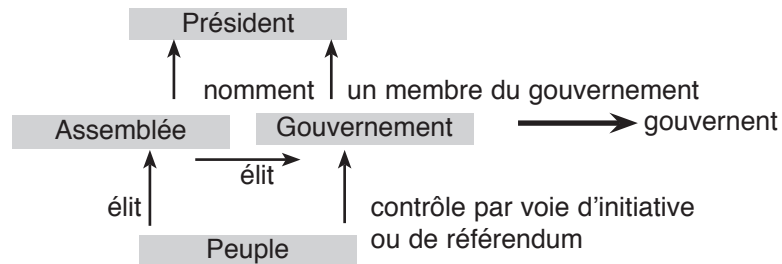 Président
nomment un membre du gouvernement
Assemblée Gouvernement gouvernent
élit
élit contrôle par voie d'initiative
ou de référendum
Peuple